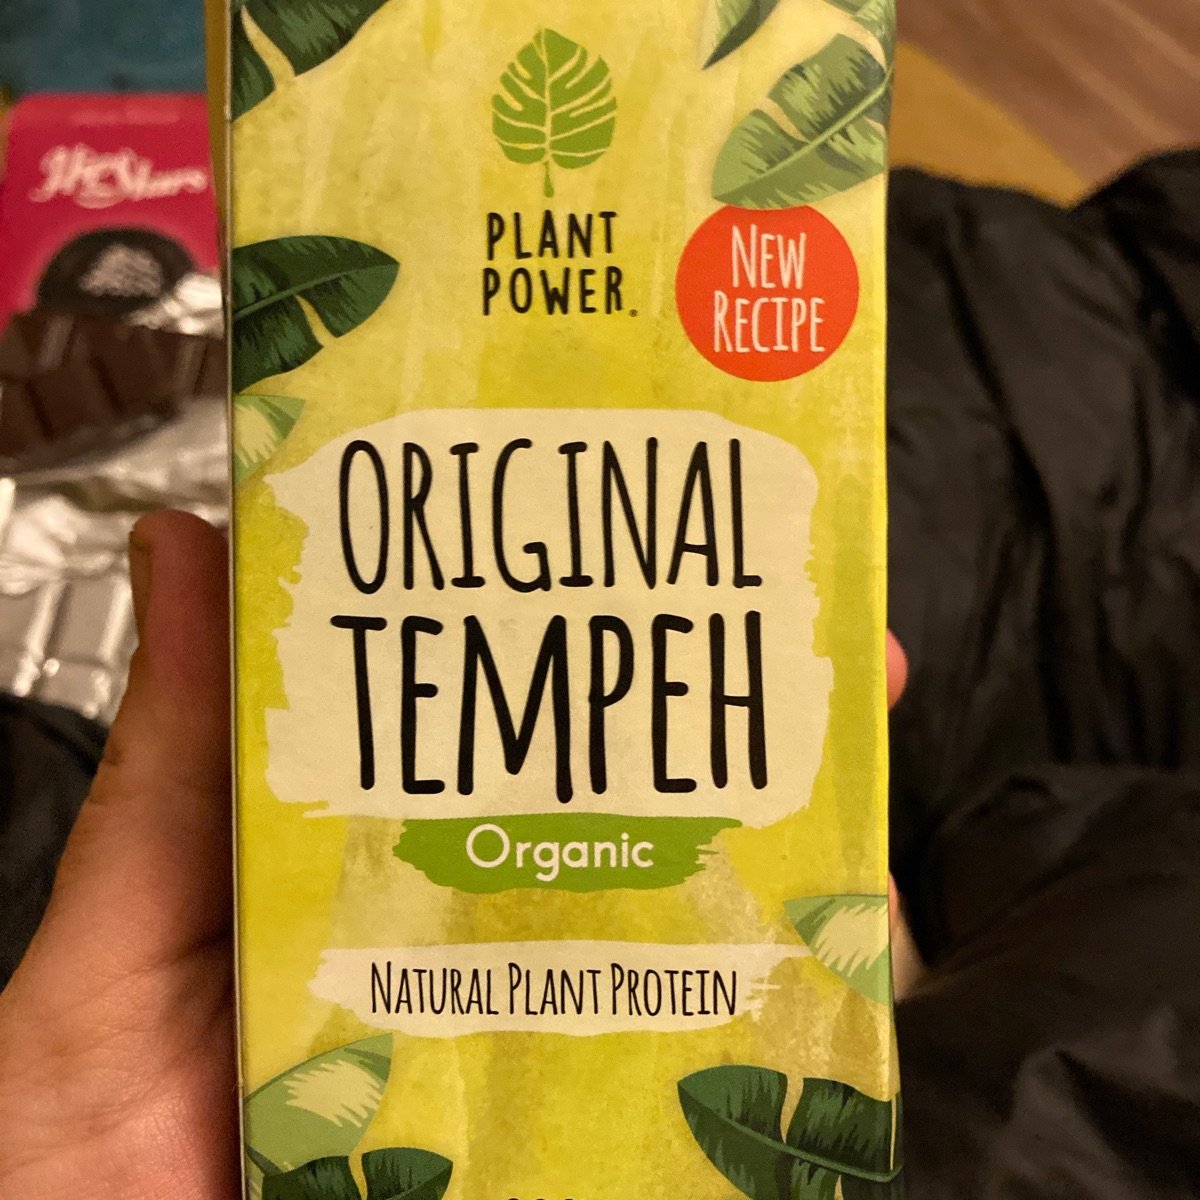 PLANT
POWER®
NEW
RECIPE
ORIGINAL
TEMPEH
Organic
NATURAL PLANT PROTEIN